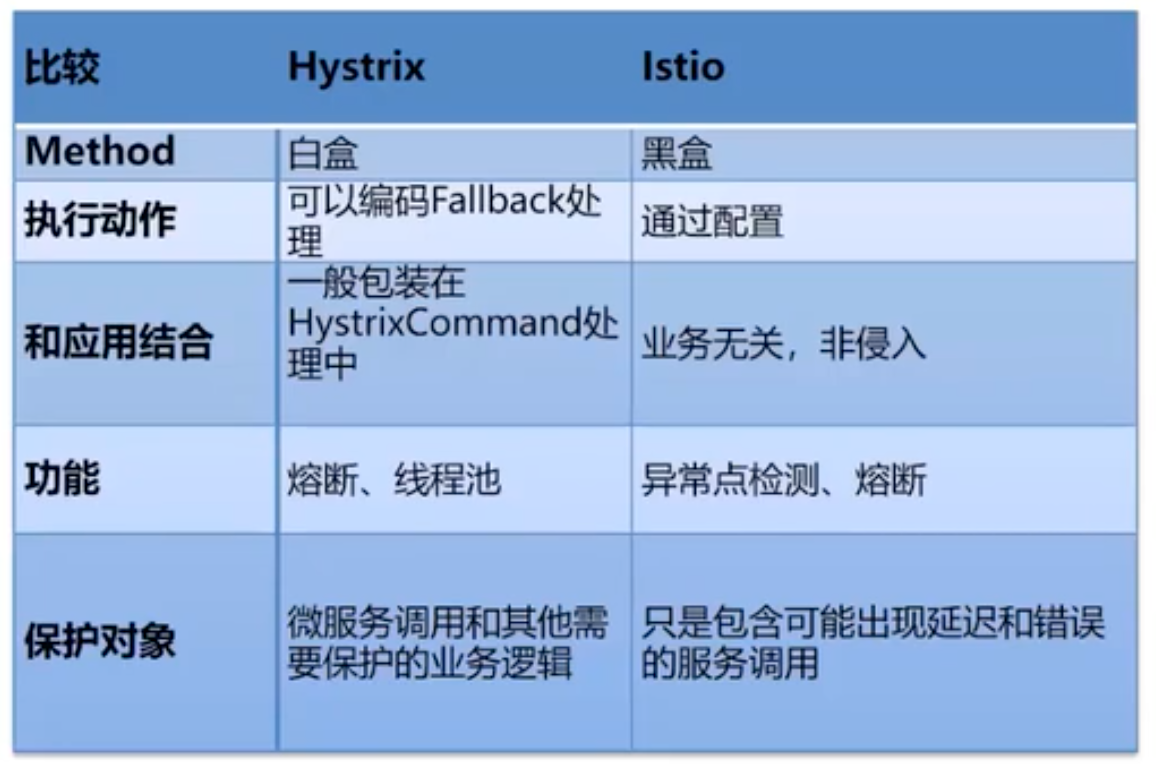 比较 Hystrix Istio
Method 白盒 黑盒
执行动作 可以编码Fallback处
理 通过配置
和应用结合 一般包装在
HystrixCommand处
理中 业务无关，非侵入
功能 熔断、线程池 异常点检测、熔断
保护对象 微服务调用和其他需
要保护的业务逻辑 只是包含可能出现延迟和错误
的服务调用